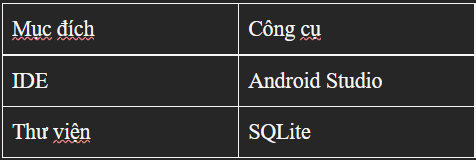 Mục đích Công cụ
IDE Android Studio
Thư viện SQLite